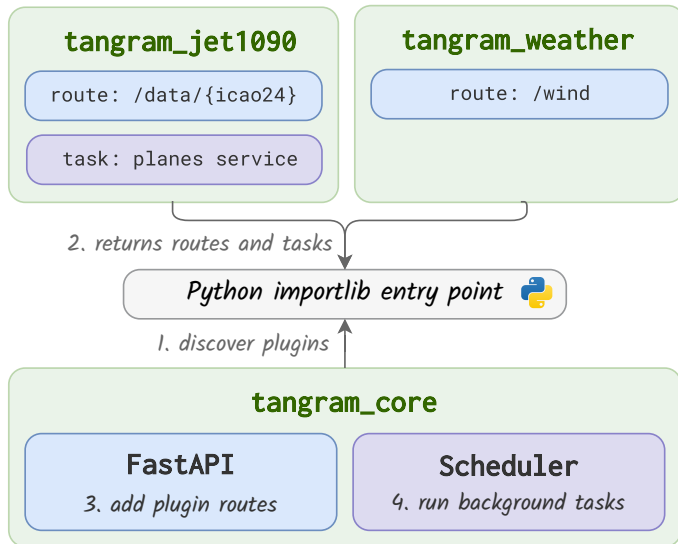 tangram_jet1090
route: /data/{icao24}
task: planes service
tangram_weather
route: /wind
2. returns routes and tasks
Python importlib entry point
1. discover plugins
tangram_core
FastAPI
3. add plugin routes
Scheduler
4. run background tasks